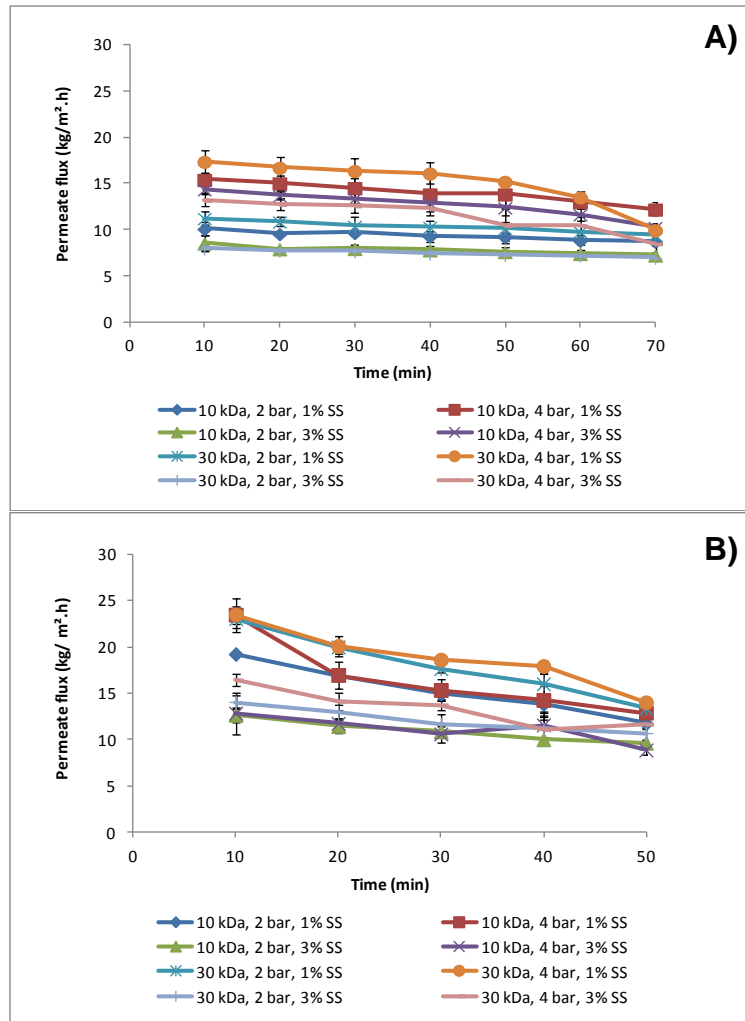 A)
Permeate flux (kg/m².h)
30
25
20
15
10
5
0
0 10 20 30 40 50 60 70
Time (min)
10 kDa, 2 bar, 1% SS 10 kDa, 4 bar, 1% SS
10 kDa, 2 bar, 3% SS 10 kDa, 4 bar, 3% SS
30 kDa, 2 bar, 1% SS 30 kDa, 4 bar, 1% SS
30 kDa, 2 bar, 3% SS 30 kDa, 4 bar, 3% SS
B)
Permeate flux (kg/ m².h)
30
25
20
15
10
5
0
0 10 20 30 40 50
Time (min)
10 kDa, 2 bar, 1% SS 10 kDa, 4 bar, 1% SS
10 kDa, 2 bar, 3% SS 10 kDa, 4 bar, 3% SS
30 kDa, 2 bar, 1% SS 30 kDa, 4 bar, 1% SS
30 kDa, 2 bar, 3% SS 30 kDa, 4 bar, 3% SS